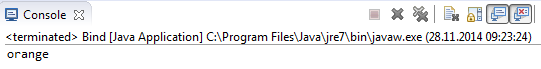 Console
<terminated> Bind [Java Application] C:\Program Files\Java\jre7\bin\javaw.exe (28.11.2014 09:23:24)
orange